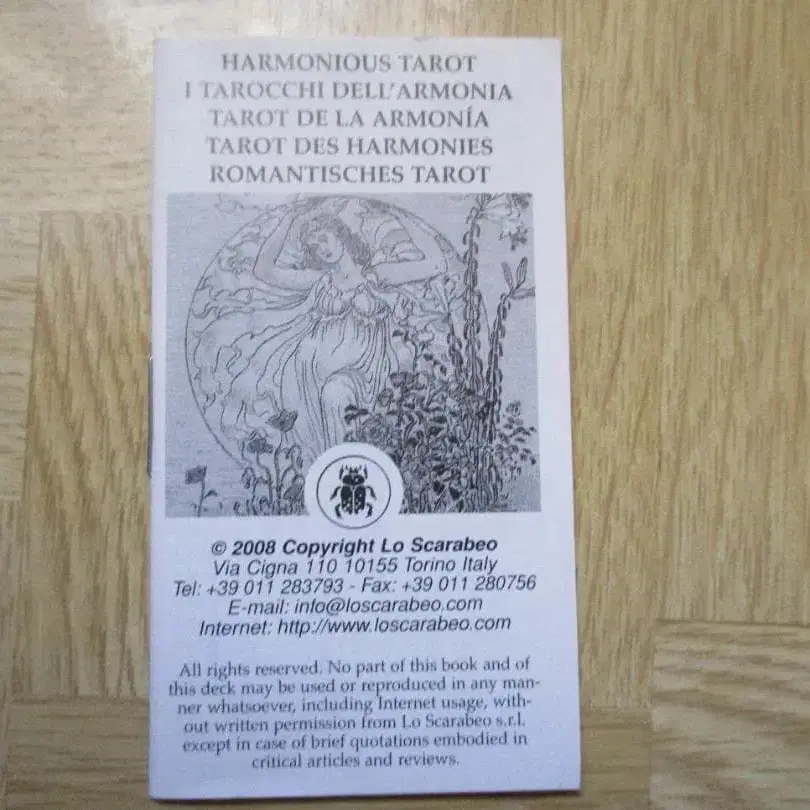 HARMONIOUS TAROT
I TAROCCHI DELL'ARMONIA
TAROT DE LA ARMONÍA
TAROT DES HARMONIES
ROMANTISCHES TAROT
© 2008 Copyright Lo Scarabeo
Via Cigna 110 10155 Torino Italy
Tel: +39 011 283793 - Fax: +39 011 280756
E-mail: info@loscarabeo.com
Internet: http://www.loscarabeo.com
All rights reserved. No part of this book and of
this deck may be used or reproduced in any man-
ner whatsoever, including Internet usage, with-
out written permission from Lo Scarabeo s.r.l.
except in case of brief quotations embodied in
critical articles and reviews.